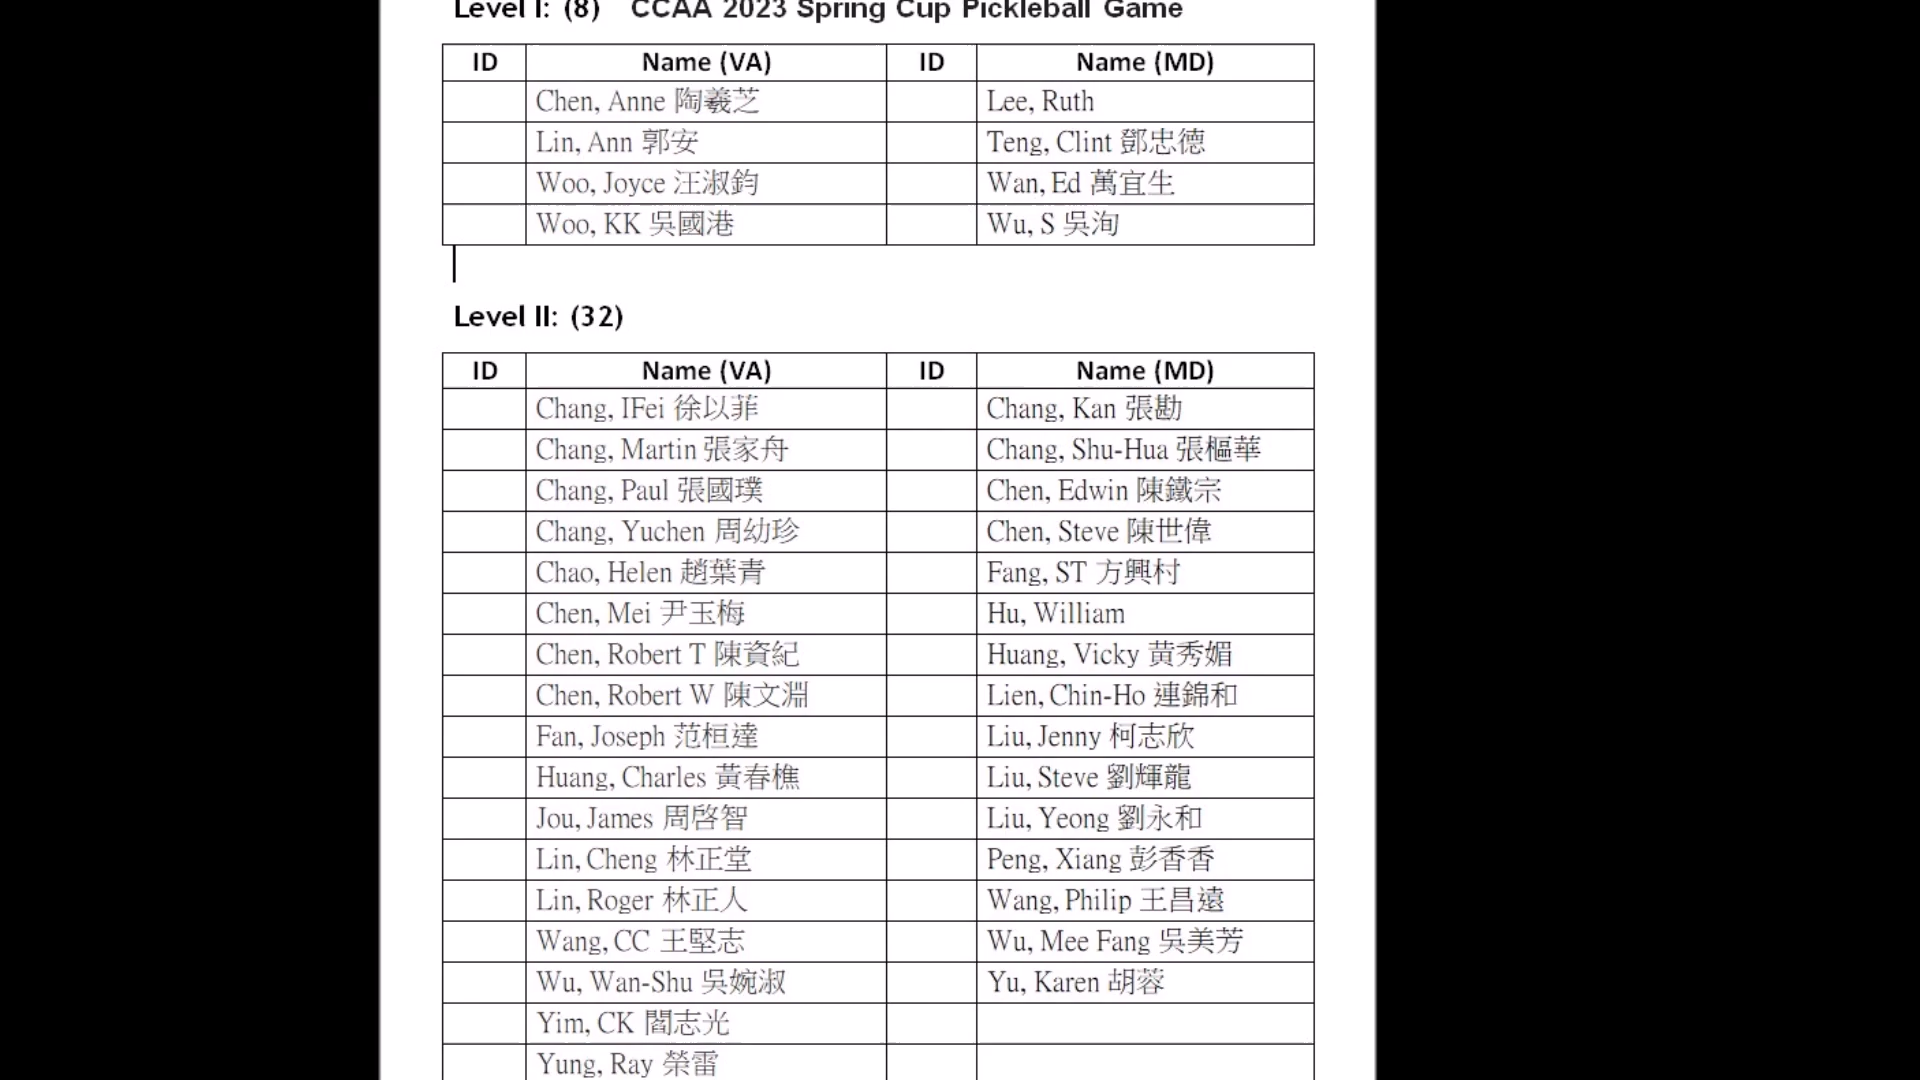 Level I: (8) CCAA 2023 Spring Cup Pickleball Game
ID Name (VA) ID Name (MD)
Chen, Anne 陶羲芝 Lee, Ruth
Lin, Ann 郭安 Teng, Clint 鄧忠德
Woo, Joyce 汪淑鈞 Wan, Ed 萬宜生
Woo, KK 吳國港 Wu, S 吳洵
Level II: (32)
ID Name (VA) ID Name (MD)
Chang, IFei 徐以菲 Chang, Kan 張勘
Chang, Martin 張家舟 Chang, Shu-Hua 張樞華
Chang, Paul 張國璞 Chen, Edwin 陳鐵宗
Chang, Yuchen 周幼珍 Chen, Steve 陳世偉
Chao, Helen 趙葉青 Fang, ST 方興村
Chen, Mei 尹玉梅 Hu, William
Chen, Robert T 陳資紀 Huang, Vicky 黃秀媚
Chen, Robert W 陳文淵 Lien, Chin-Ho 連錦和
Fan, Joseph 范桓達 Liu, Jenny 柯志欣
Huang, Charles 黃春樵 Liu, Steve 劉輝龍
Jou, James 周啓智 Liu, Yeong 劉永和
Lin, Cheng 林正堂 Peng, Xiang 彭香香
Lin, Roger 林正人 Wang, Philip 王昌遠
Wang, CC 王堅志 Wu, Mee Fang 吳美芳
Wu, Wan-Shu 吳婉淑 Yu, Karen 胡蓉
Yim, CK 閻志光
Yung, Ray 榮雷